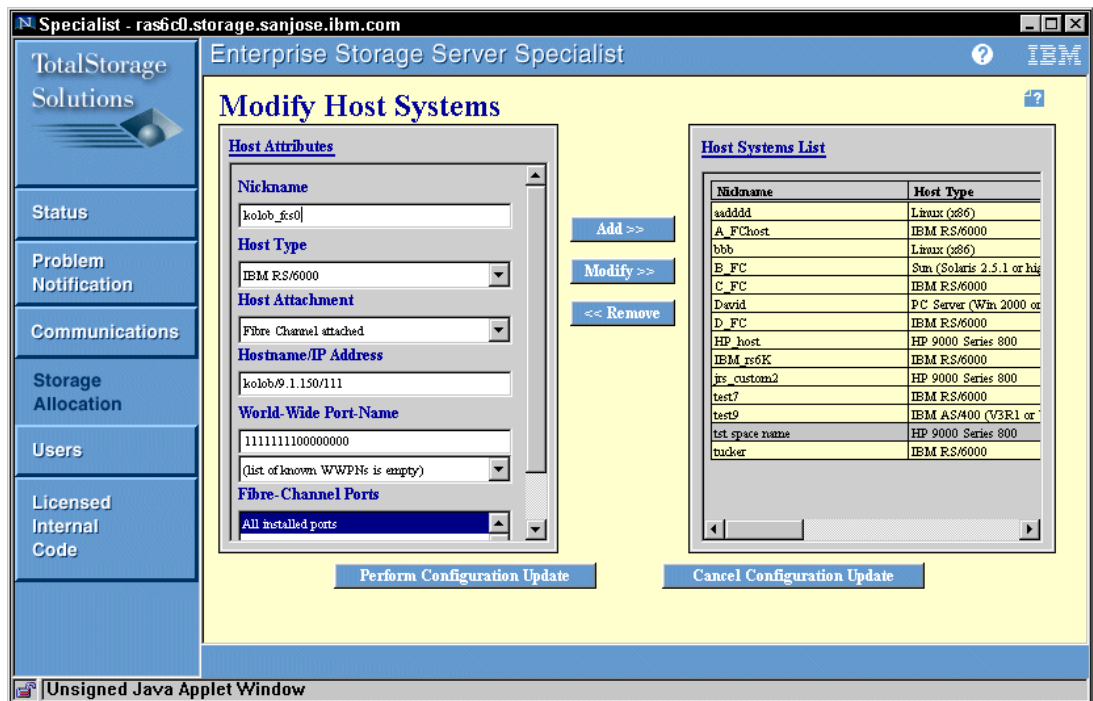 Specialist - ras6c0.storage.sanjose.ibm.com
TotalStorage
Solutions
Enterprise Storage Server Specialist
?
IBM
Status
Problem
Notification
Communications
Storage
Allocation
Users
Licensed
Internal
Code
Modify Host Systems
?
Host Attributes
Nickname
kolob_fcs0
Host Type
IBM RS/6000
Host Attachment
Fibre Channel attached
Hostname/IP Address
kolob/9.1.150/111
World-Wide Port-Name
1111111100000000
(list of known WWPNs is empty)
Fibre-Channel Ports
All installed ports
Add >>
Modify >>
<< Remove
Host Systems List
Nickname Host Type
aadddd Linux (x86)
A_FChost IBM RS/6000
bbb Linux (x86)
B_FC Sun (Solaris 2.5.1 or hig
C_FC IBM RS/6000
David PC Server (Win 2000 or
D_FC IBM RS/6000
HP_host HP 9000 Series 800
IBM_rs6K IBM RS/6000
jrs_custom2 HP 9000 Series 800
test7 IBM RS/6000
test9 IBM AS/400 (V3R1 or
tst space name HP 9000 Series 800
tucker IBM RS/6000
Perform Configuration Update
Cancel Configuration Update
Unsigned Java Applet Window